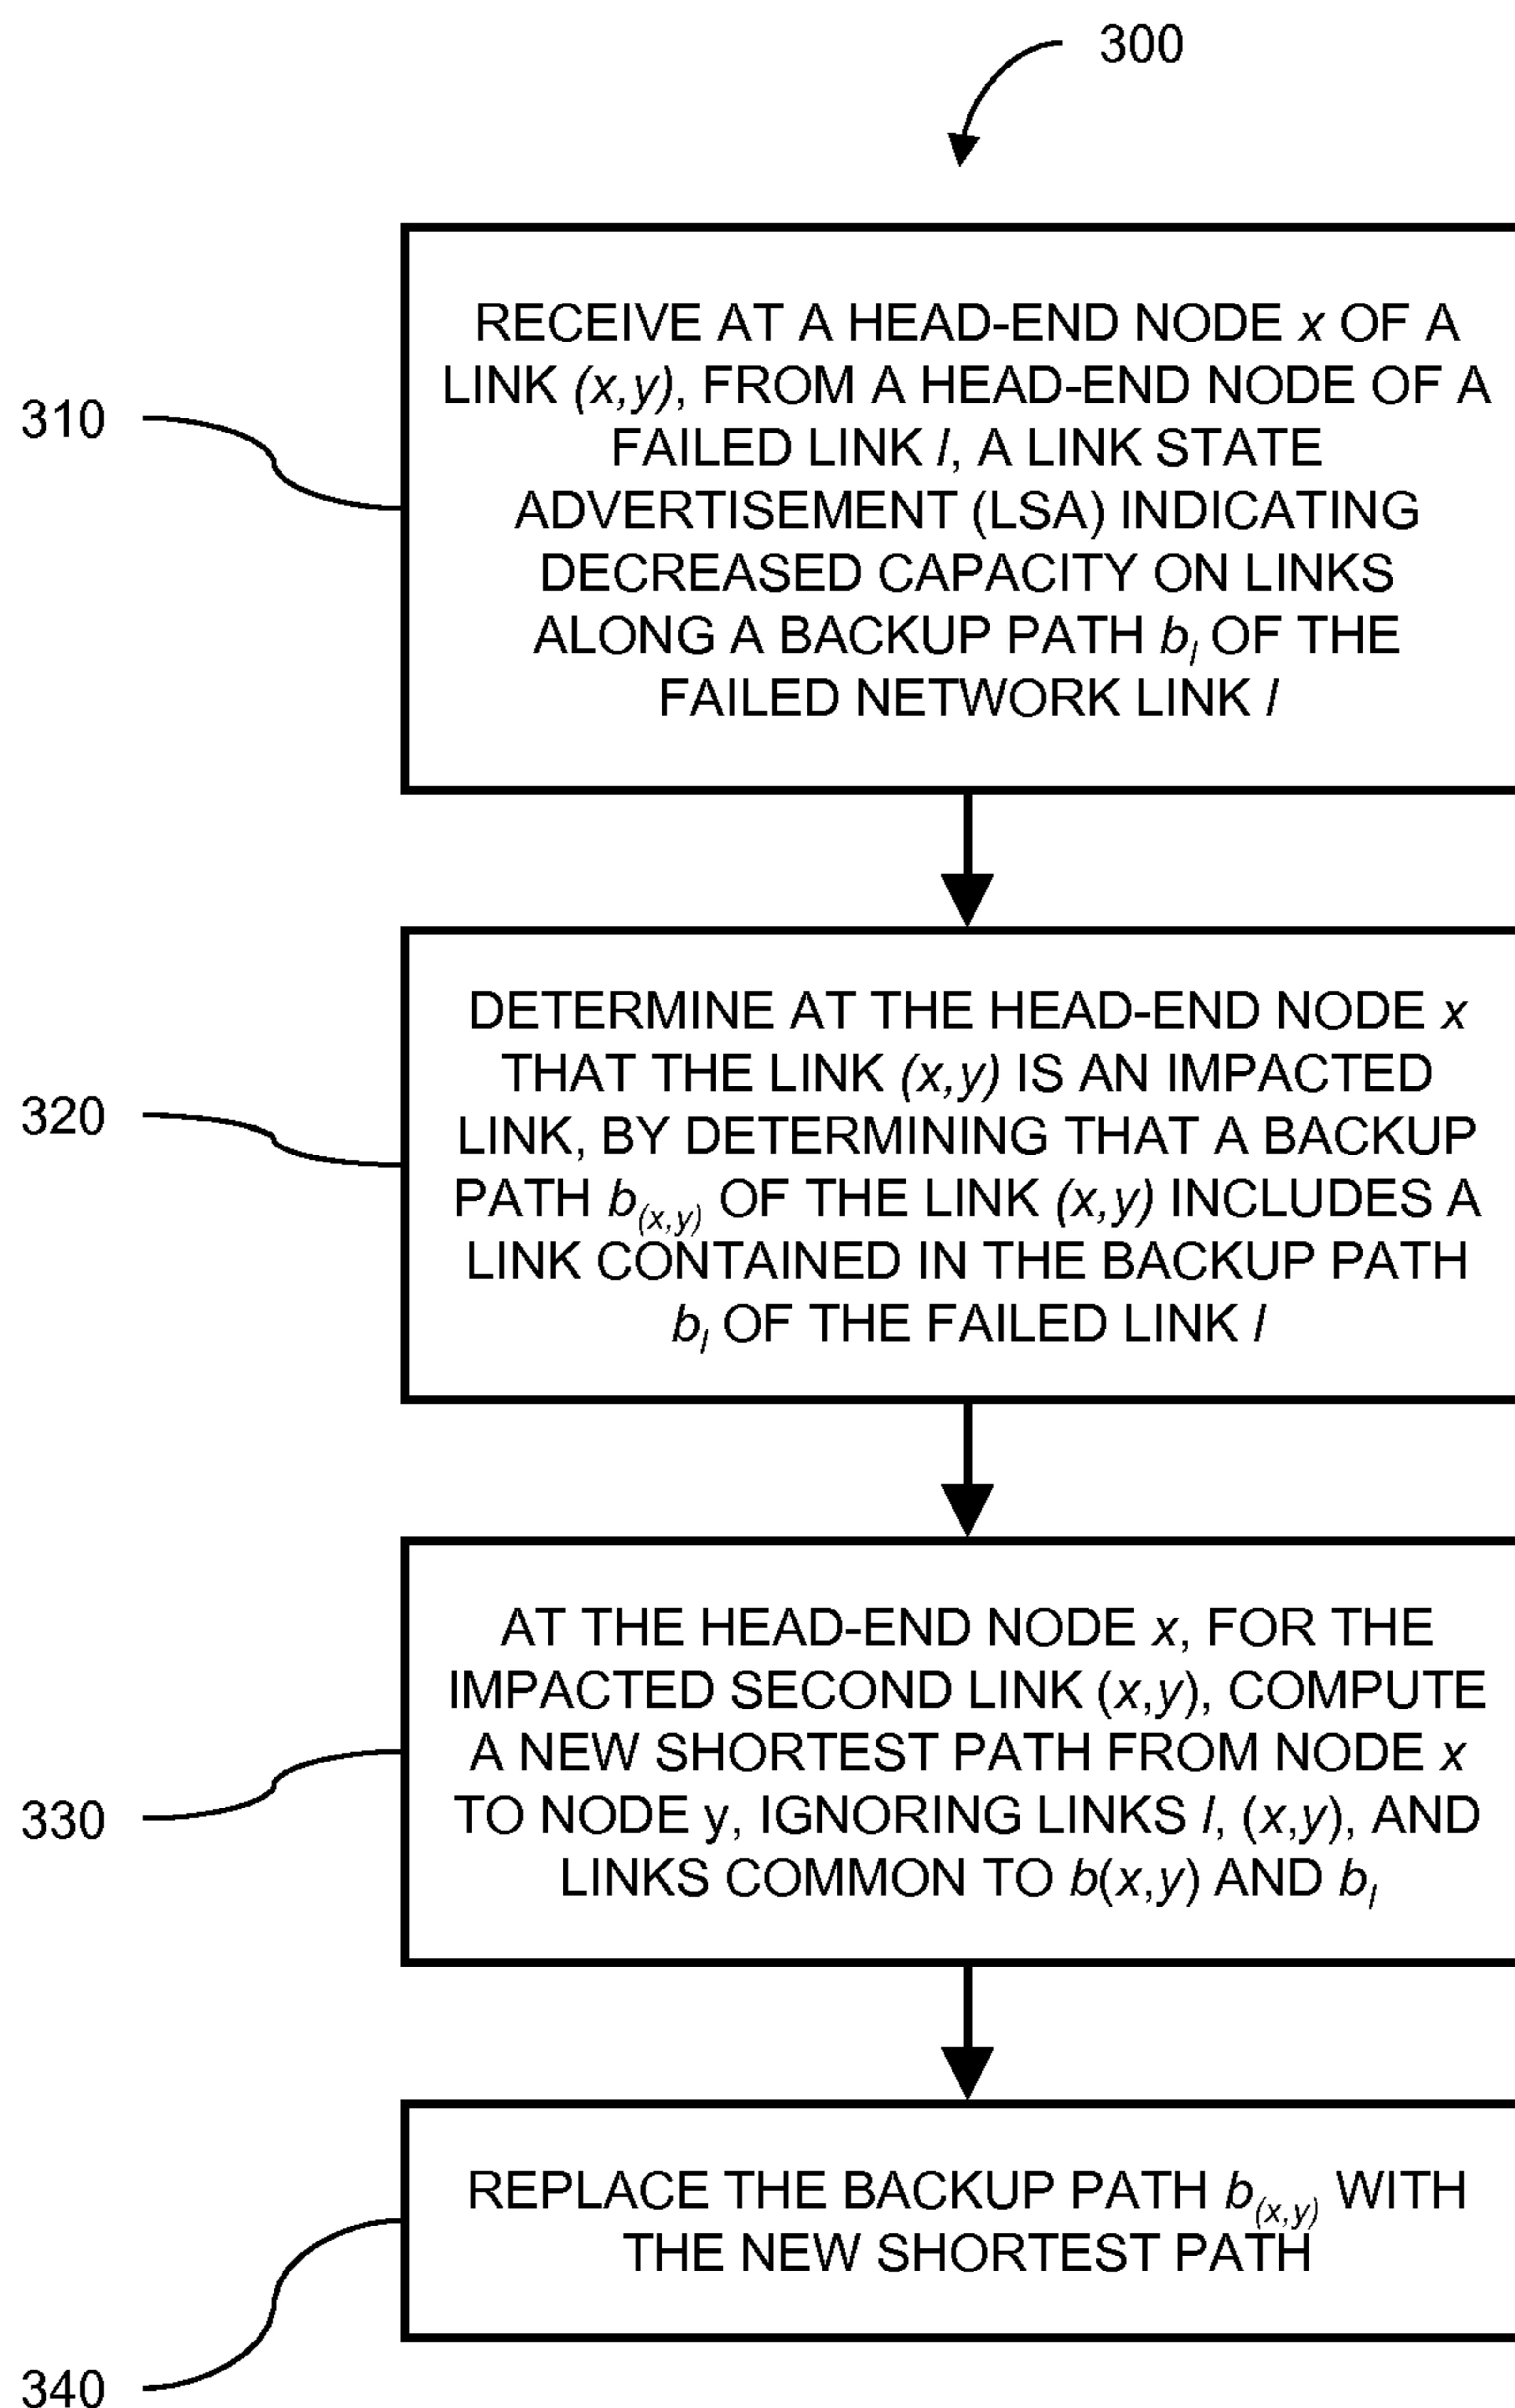 300
310
RECEIVE AT A HEAD-END NODE x OF A
LINK (x,y), FROM A HEAD-END NODE OF A
FAILED LINK l, A LINK STATE
ADVERTISEMENT (LSA) INDICATING
DECREASED CAPACITY ON LINKS
ALONG A BACKUP PATH b_l OF THE
FAILED NETWORK LINK l
320
DETERMINE AT THE HEAD-END NODE x
THAT THE LINK (x,y) IS AN IMPACTED
LINK, BY DETERMINING THAT A BACKUP
PATH b_(x,y) OF THE LINK (x,y) INCLUDES A
LINK CONTAINED IN THE BACKUP PATH
b_l OF THE FAILED LINK l
330
AT THE HEAD-END NODE x, FOR THE
IMPACTED SECOND LINK (x,y), COMPUTE
A NEW SHORTEST PATH FROM NODE x
TO NODE y, IGNORING LINKS l, (x,y), AND
LINKS COMMON TO b(x,y) AND b_l
340
REPLACE THE BACKUP PATH b_(x,y) WITH
THE NEW SHORTEST PATH